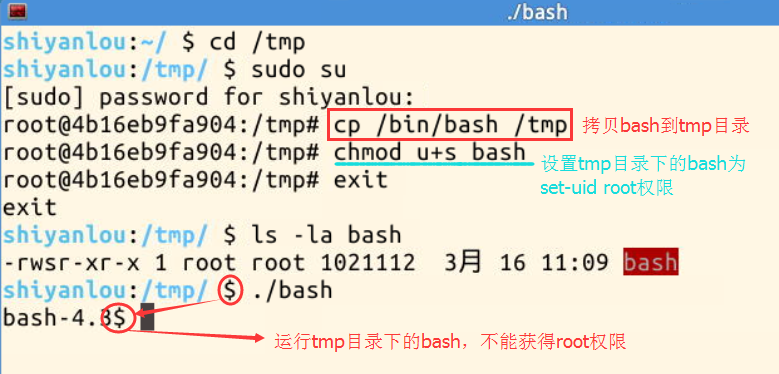 ./bash
shiyanlou:~/ $ cd /tmp
shiyanlou:/tmp/ $ sudo su
[sudo] password for shiyanlou:
root@4b16eb9fa904:/tmp# cp /bin/bash /tmp 拷贝bash到tmp目录
root@4b16eb9fa904:/tmp# chmod u+s bash 设置tmp目录下的bash为
root@4b16eb9fa904:/tmp# exit set-uid root权限
exit
shiyanlou:/tmp/ $ ls -la bash
-rwsr-xr-x 1 root root 1021112 3月 16 11:09 bash
shiyanlou:/tmp/ $ ./bash
bash-4.3$
运行tmp目录下的bash，不能获得root权限